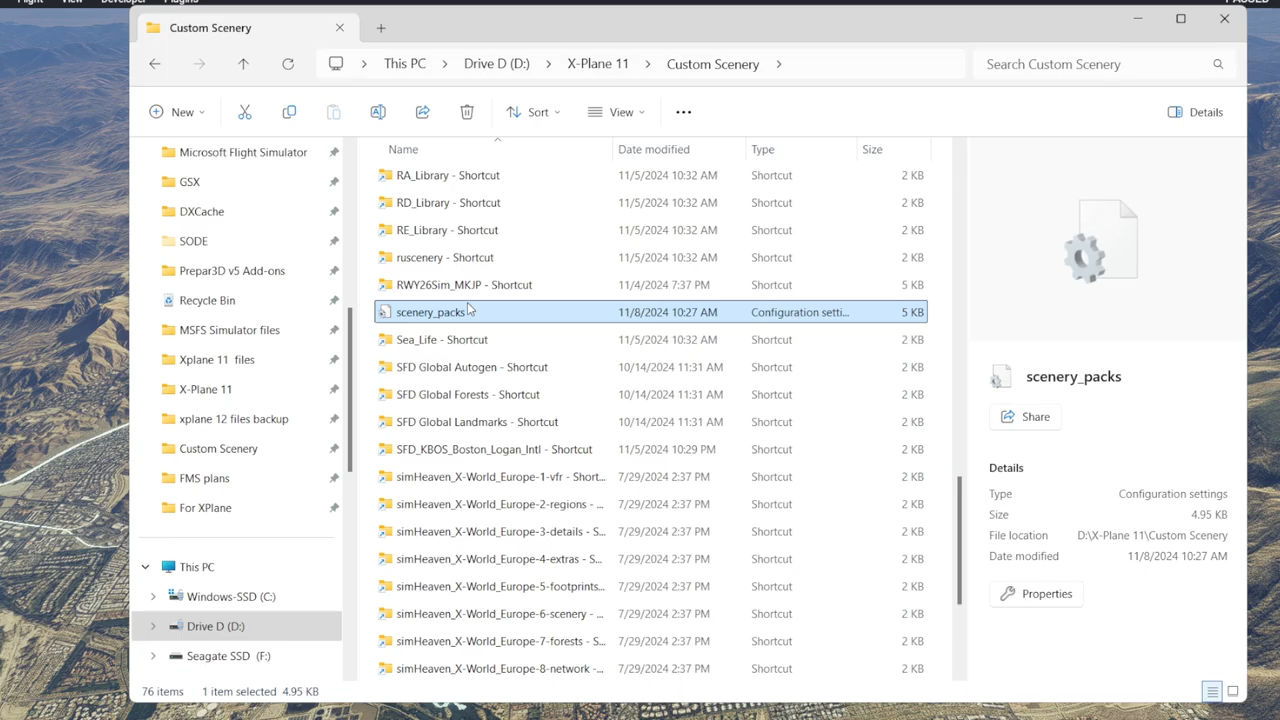 Flight View Developer Plugins PAUSED
Custom Scenery
This PC Drive D (D:) X-Plane 11 Custom Scenery
Search Custom Scenery
New Sort View Details
Microsoft Flight Simulator
GSX
DXCache
SODE
Prepar3D v5 Add-ons
Recycle Bin
MSFS Simulator files
Xplane 11 files
X-Plane 11
xplane 12 files backup
Custom Scenery
FMS plans
For XPlane
This PC
Windows-SSD (C:)
Drive D (D:)
Seagate SSD (F:)
Name Date modified Type Size
RA_Library - Shortcut 11/5/2024 10:32 AM Shortcut 2 KB
RD_Library - Shortcut 11/5/2024 10:32 AM Shortcut 2 KB
RE_Library - Shortcut 11/5/2024 10:32 AM Shortcut 2 KB
ruscenery - Shortcut 11/5/2024 10:32 AM Shortcut 2 KB
RWY26Sim_MKJP - Shortcut 11/4/2024 7:37 PM Shortcut 5 KB
scenery_packs 11/8/2024 10:27 AM Configuration setti... 5 KB
Sea_Life - Shortcut 11/5/2024 10:32 AM Shortcut 2 KB
SFD Global Autogen - Shortcut 10/14/2024 11:31 AM Shortcut 2 KB
SFD Global Forests - Shortcut 10/14/2024 11:31 AM Shortcut 2 KB
SFD Global Landmarks - Shortcut 10/14/2024 11:31 AM Shortcut 2 KB
SFD_KBOS_Boston_Logan_Intl - Shortcut 11/5/2024 10:29 PM Shortcut 2 KB
simHeaven_X-World_Europe-1-vfr - Short... 7/29/2024 2:37 PM Shortcut 2 KB
simHeaven_X-World_Europe-2-regions - ... 7/29/2024 2:37 PM Shortcut 2 KB
simHeaven_X-World_Europe-3-details - S... 7/29/2024 2:37 PM Shortcut 2 KB
simHeaven_X-World_Europe-4-extras - S... 7/29/2024 2:37 PM Shortcut 2 KB
simHeaven_X-World_Europe-5-footprints... 7/29/2024 2:37 PM Shortcut 2 KB
simHeaven_X-World_Europe-6-scenery - ... 7/29/2024 2:37 PM Shortcut 2 KB
simHeaven_X-World_Europe-7-forests - S... 7/29/2024 2:37 PM Shortcut 2 KB
simHeaven_X-World_Europe-8-network -... 7/29/2024 2:37 PM Shortcut 2 KB
scenery_packs
Share
Details
Type Configuration settings
Size 4.95 KB
File location D:\X-Plane 11\Custom Scenery
Date modified 11/8/2024 10:27 AM
Properties
76 items 1 item selected 4.95 KB